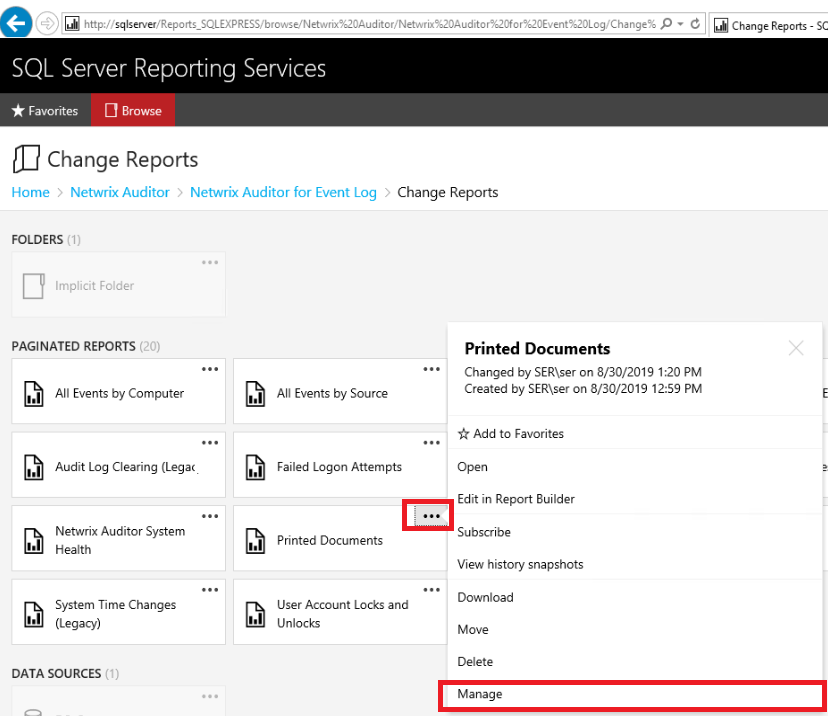 http://sqlserver/Reports_SQLEXPRESS/browse/Netwrix%20Auditor/Netwrix%20Auditor%20for%20Event%20Log/Change%
Change Reports - SQ
SQL Server Reporting Services
Favorites
Browse
Change Reports
Home > Netwrix Auditor > Netwrix Auditor for Event Log > Change Reports
FOLDERS (1)
Implicit Folder
PAGINATED REPORTS (20)
All Events by Computer
All Events by Source
Audit Log Clearing (Legac
Failed Logon Attempts
Netwrix Auditor System
Health
Printed Documents
System Time Changes
(Legacy)
User Account Locks and
Unlocks
DATA SOURCES (1)
Printed Documents
Changed by SER\ser on 8/30/2019 1:20 PM
Created by SER\ser on 8/30/2019 12:59 PM
Add to Favorites
Open
Edit in Report Builder
Subscribe
View history snapshots
Download
Move
Delete
Manage